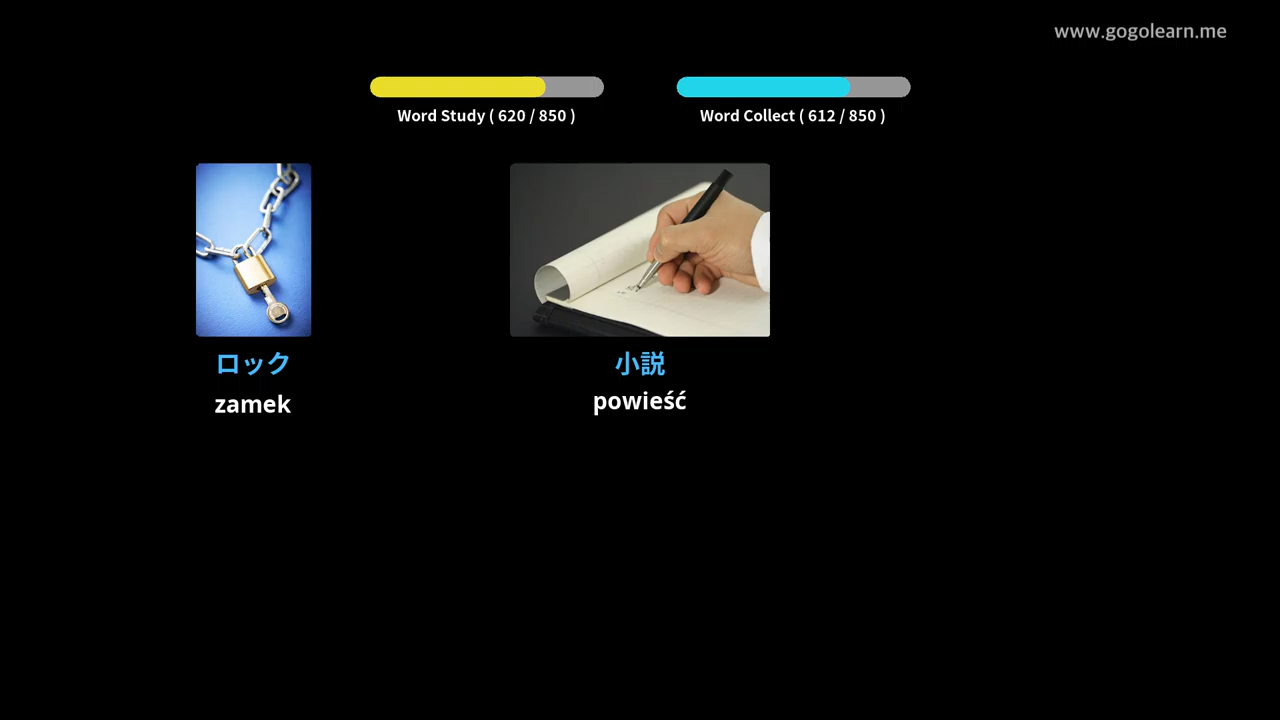 www.gogolearn.me
Word Study ( 620 / 850 )
Word Collect ( 612 / 850 )
ロック
zamek
小説
powieść